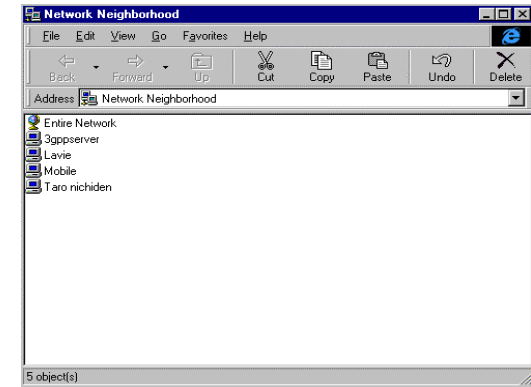 Network Neighborhood
File Edit View Go Favorites Help
Back Forward Up Cut Copy Paste Undo Delete
Address Network Neighborhood
Entire Network
3gppserver
Lavie
Mobile
Taro nichiden
5 object(s)